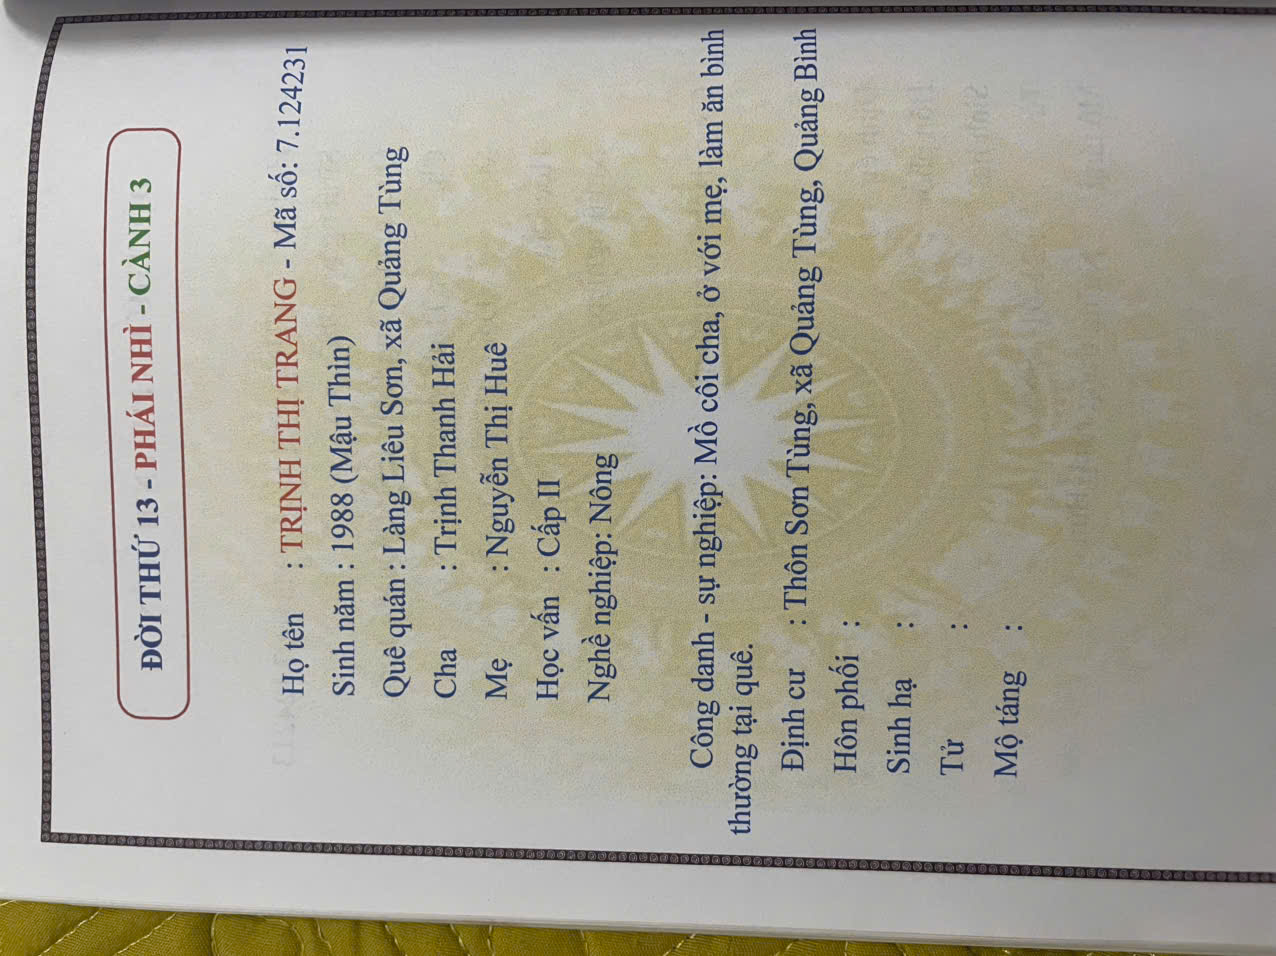 ĐỜI THỨ 13 - PHÁI NHÌ - CÀNH 3
Họ tên : TRỊNH THỊ TRANG - Mã số: 7.124231
Sinh năm : 1988 (Mậu Thìn)
Quê quán : Làng Liêu Sơn, xã Quảng Tùng
Cha : Trịnh Thanh Hải
Mẹ : Nguyễn Thị Huê
Học vấn : Cấp II
Nghề nghiệp: Nông
Công danh - sự nghiệp: Mồ côi cha, ở với mẹ, làm ăn bình
thường tại quê.
Định cư : Thôn Sơn Tùng, xã Quảng Tùng, Quảng Bình
Hôn phối :
Sinh hạ :
Tử :
Mộ táng :